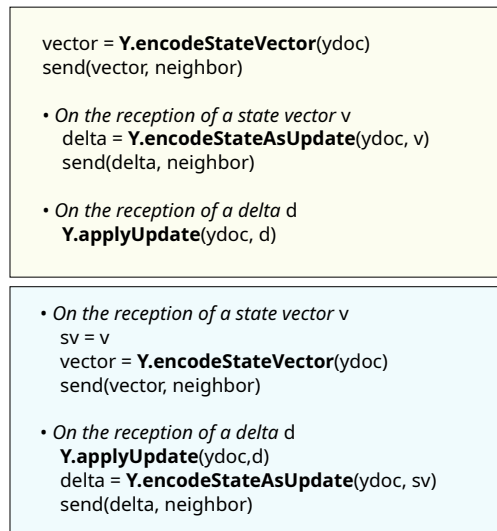 vector = Y.encodeStateVector(ydoc)
send(vector, neighbor)
• On the reception of a state vector v
delta = Y.encodeStateAsUpdate(ydoc, v)
send(delta, neighbor)
• On the reception of a delta d
Y.applyUpdate(ydoc, d)
• On the reception of a state vector v
sv = v
vector = Y.encodeStateVector(ydoc)
send(vector, neighbor)
• On the reception of a delta d
Y.applyUpdate(ydoc,d)
delta = Y.encodeStateAsUpdate(ydoc, sv)
send(delta, neighbor)